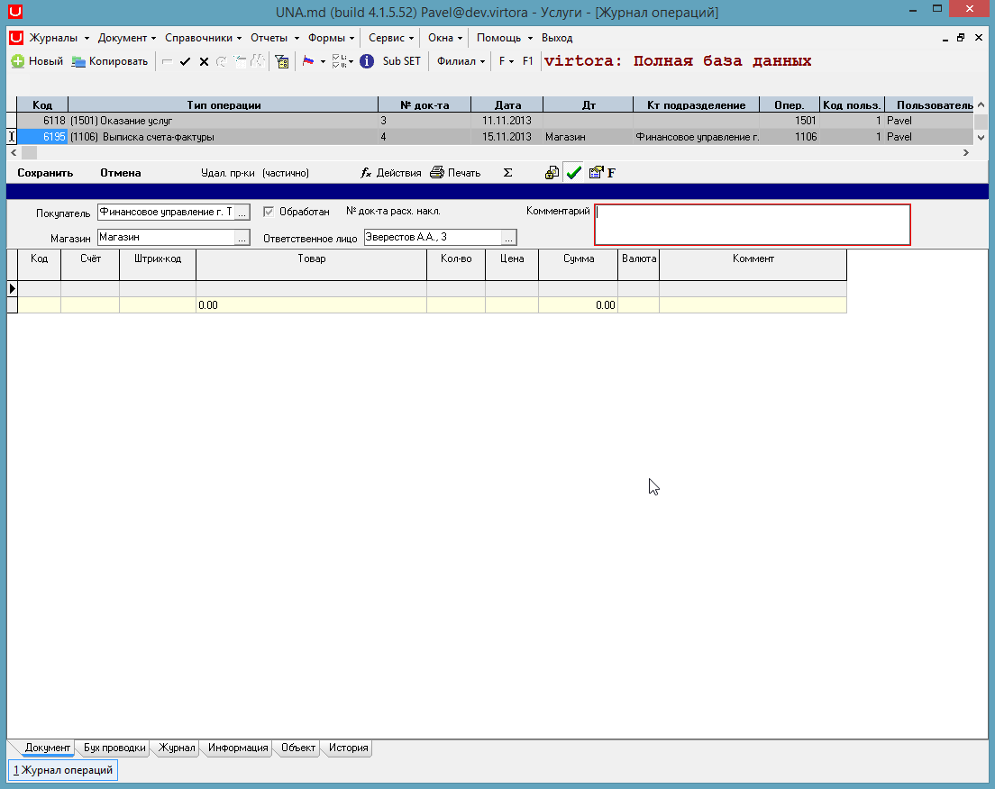 UNA.md (build 4.1.5.52) Pavel@dev.virtora - Услуги - [Журнал операций]
Журналы Документ Справочники Отчеты Формы Сервис Окна Помощь Выход
Новый Копировать Sub SET Филиал F F1 virtora: Полная база данных
Код Тип операции № док-та Дата Дт Кт подразделение Опер. Код польз. Пользователь
6118 (1501) Оказание услуг 3 11.11.2013 1501 1 Pavel
6195 (1106) Выписка счета-фактуры 4 15.11.2013 Магазин Финансовое управление г. 1106 1 Pavel
Сохранить Отмена Удал. пр-ки (частично) fx Действия Печать Σ F
Покупатель Финансовое управление г. Т ... Обработан № док-та расх. накл. Комментарий
Магазин Магазин ... Ответственное лицо Эверестов А.А., 3 ...
Код Счёт Штрих-код Товар Кол-во Цена Сумма Валюта Коммент
0.00 0.00
Документ Бух проводки Журнал Информация Объект История
1 Журнал операций